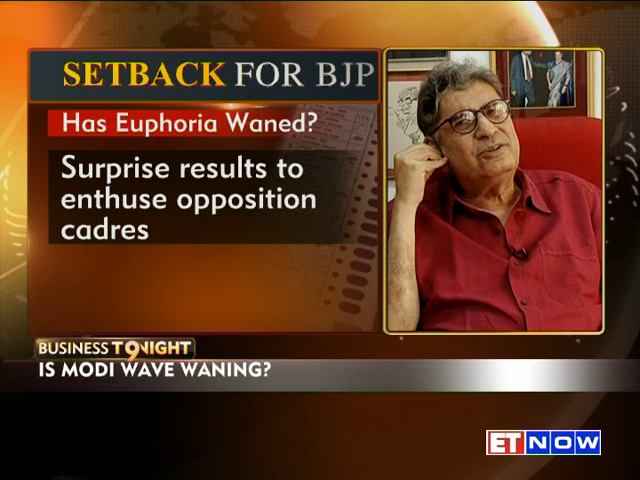 SETBACK FOR BJP
Has Euphoria Waned?
Surprise results to
enthuse opposition
cadres
BUSINESS T9NIGHT
IS MODI WAVE WANING?
ET NOW